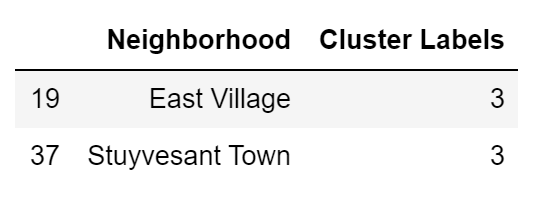 Neighborhood Cluster Labels
19 East Village 3
37 Stuyvesant Town 3